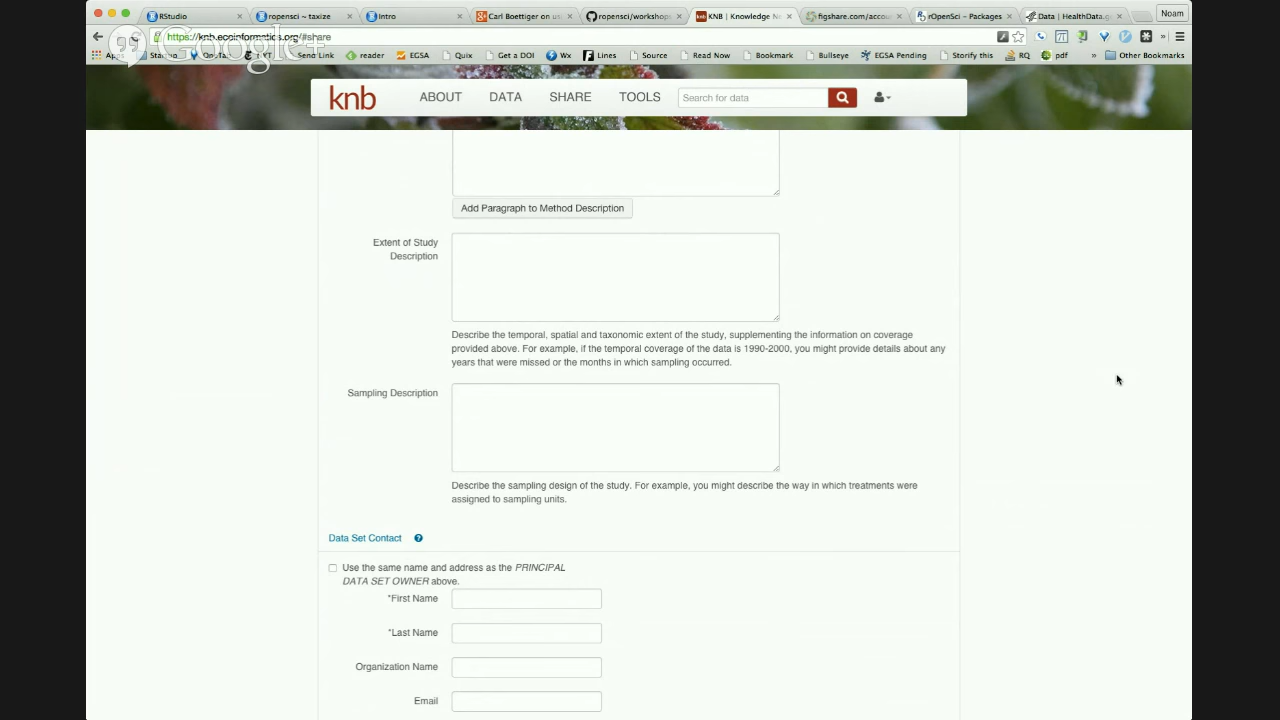 RStudio
ropensci ~ taxize
Intro
Carl Boettiger on us
ropensci/workshops
KNB | Knowledge Ne
figshare.com/accou
rOpenSci - Packages
Data | HealthData.g
Noam
https://knb.ecoinformatics.org/#share
Google+
Apps
Send Link
reader
EGSA
Quix
Get a DOI
Wx
Lines
Source
Read Now
Bookmark
Bullseye
EGSA Pending
Storify this
RQ
pdf
»
Other Bookmarks
knb
ABOUT
DATA
SHARE
TOOLS
Search for data
Add Paragraph to Method Description
Extent of Study
Description
Describe the temporal, spatial and taxonomic extent of the study, supplementing the information on coverage
provided above. For example, if the temporal coverage of the data is 1990-2000, you might provide details about any
years that were missed or the months in which sampling occurred.
Sampling Description
Describe the sampling design of the study. For example, you might describe the way in which treatments were
assigned to sampling units.
Data Set Contact ?
Use the same name and address as the PRINCIPAL
DATA SET OWNER above.
*First Name
*Last Name
Organization Name
Email